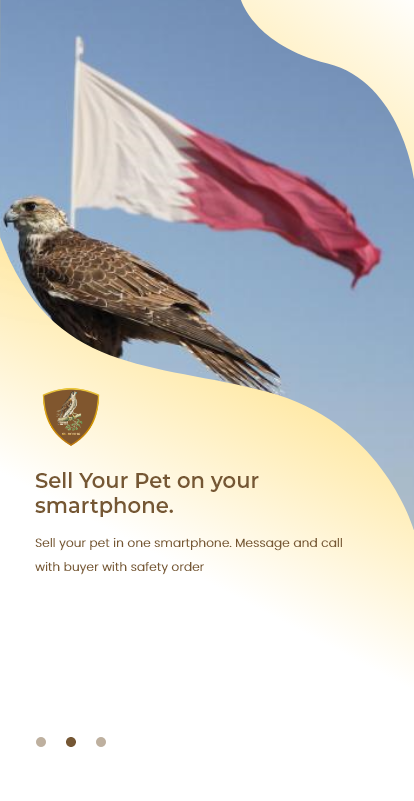 Sell Your Pet on your
smartphone.
Sell your pet in one smartphone. Message and call
with buyer with safety order